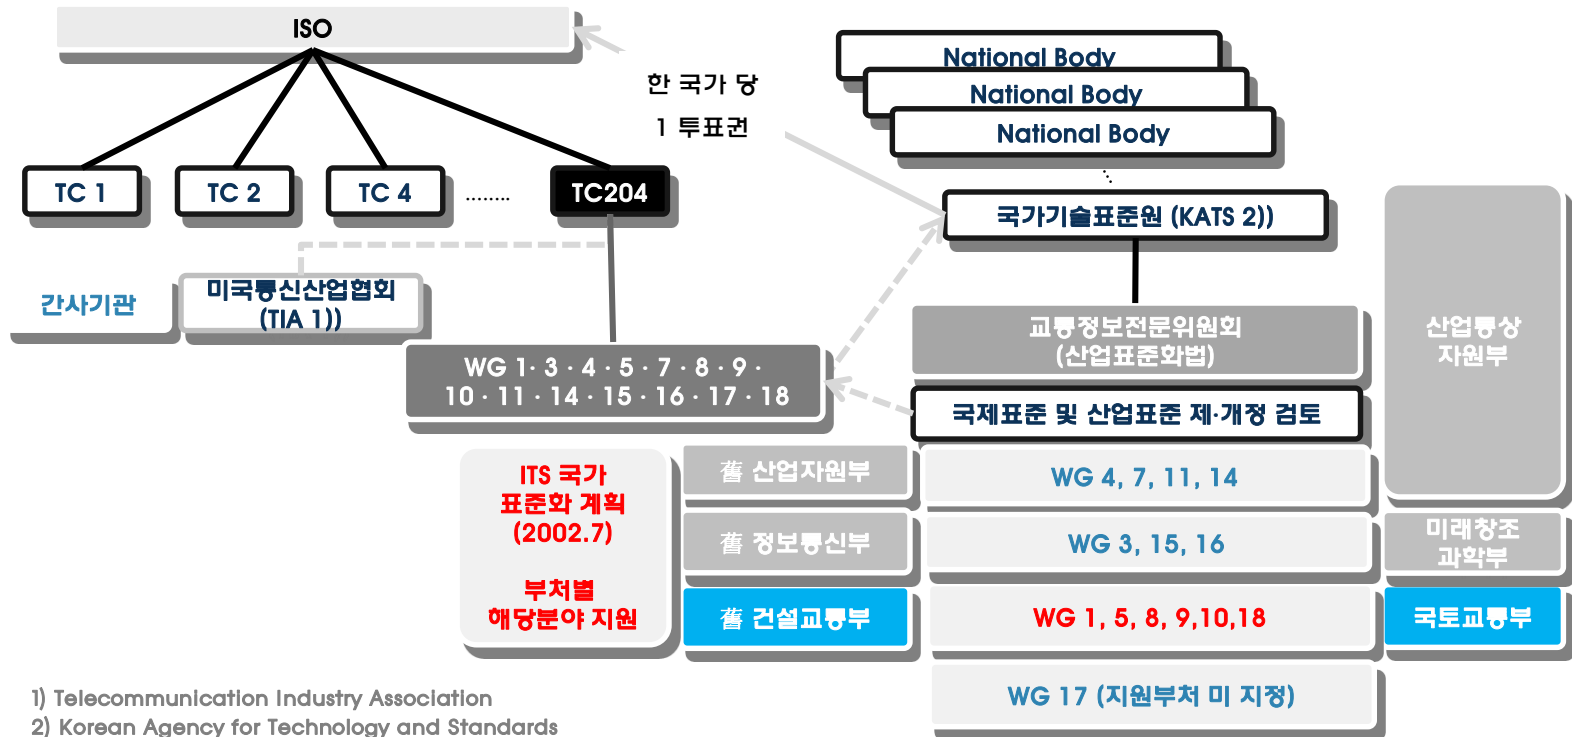 ISO
한 국가 당
1 투표권
National Body
National Body
National Body
TC 1
TC 2
TC 4
........
TC204
국가기술표준원 (KATS 2))
간사기관
미국통신산업협회
(TIA 1))
교통정보전문위원회
(산업표준화법)
산업통상
자원부
WG 1· 3 · 4 · 5 · 7 · 8 · 9 ·
10 · 11 · 14 · 15 · 16 · 17 · 18
국제표준 및 산업표준 제·개정 검토
ITS 국가
표준화 계획
(2002.7)
부처별
해당분야 지원
舊 산업자원부
WG 4, 7, 11, 14
舊 정보통신부
WG 3, 15, 16
미래창조
과학부
舊 건설교통부
WG 1, 5, 8, 9,10,18
국토교통부
WG 17 (지원부처 미 지정)
1) Telecommunication Industry Association
2) Korean Agency for Technology and Standards